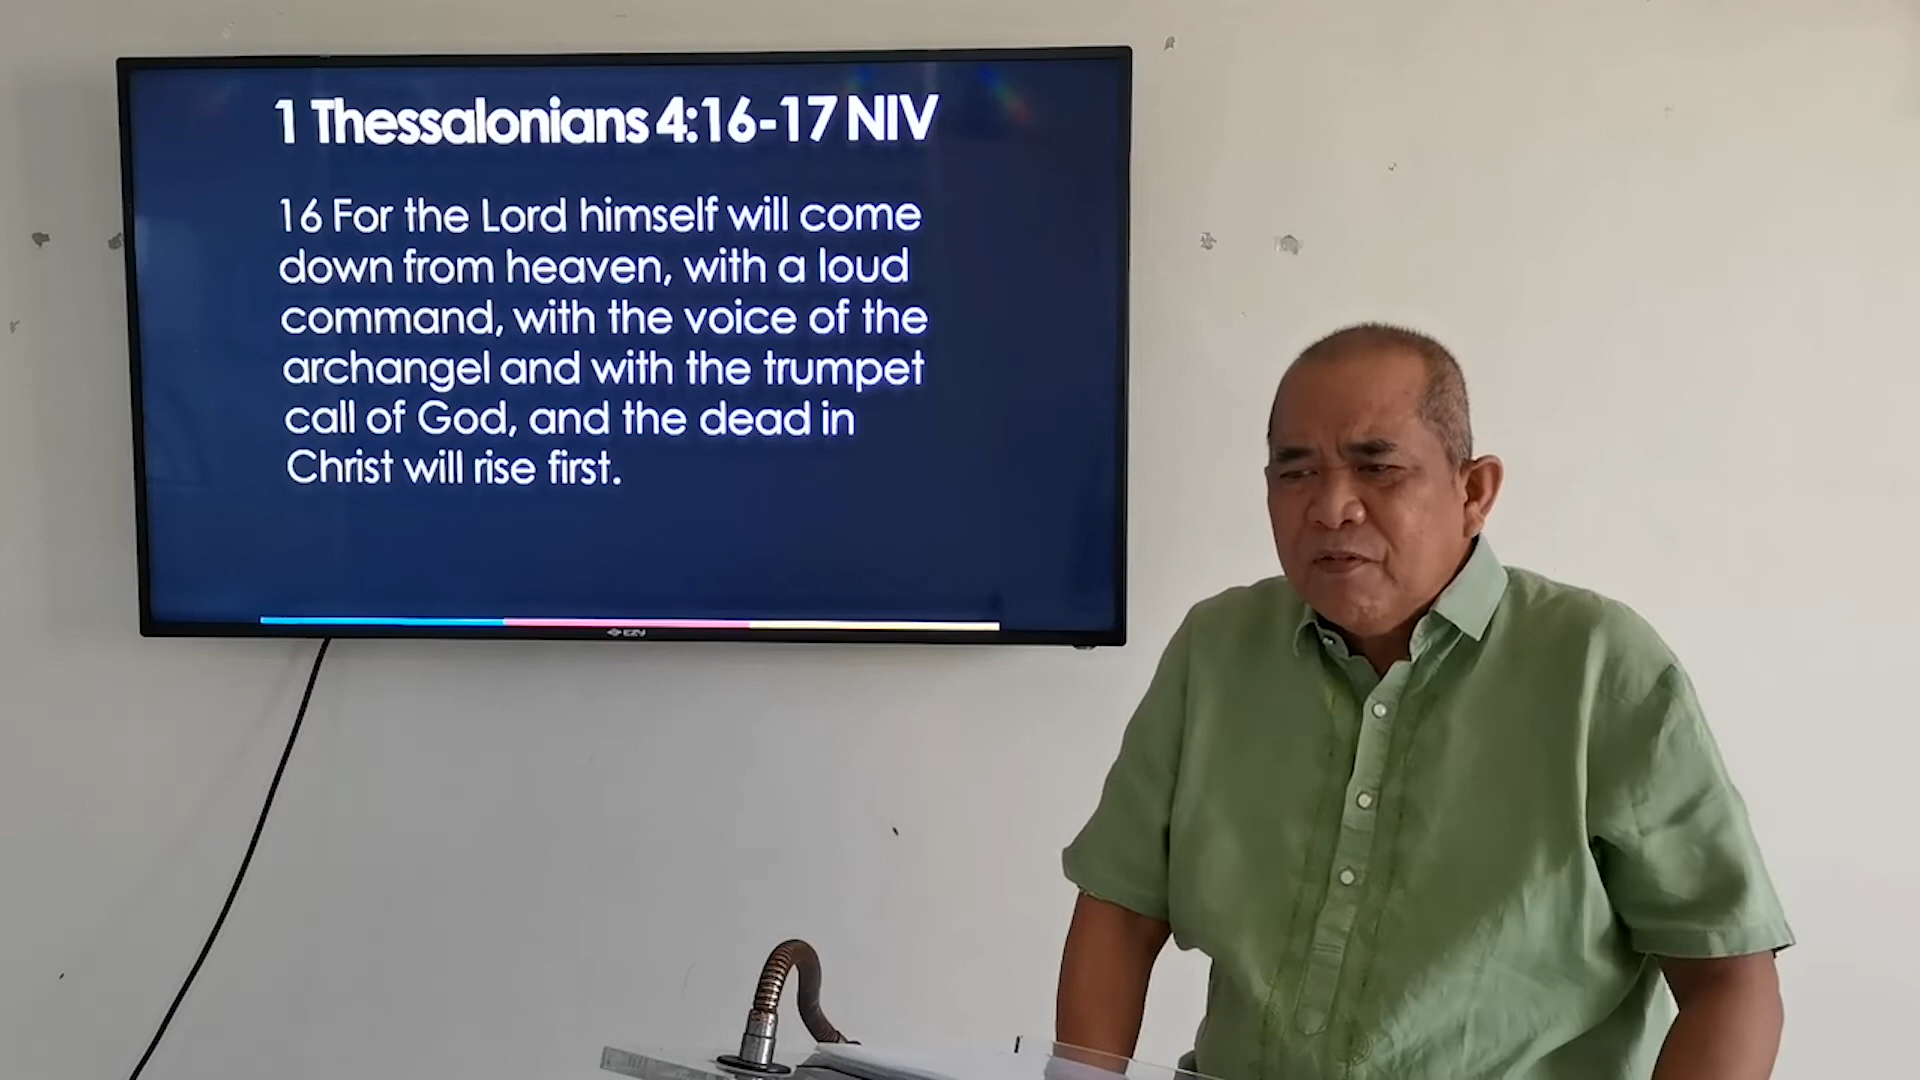 1 Thessalonians 4:16-17 NIV
16 For the Lord himself will come
down from heaven, with a loud
command, with the voice of the
archangel and with the trumpet
call of God, and the dead in
Christ will rise first.
EZY